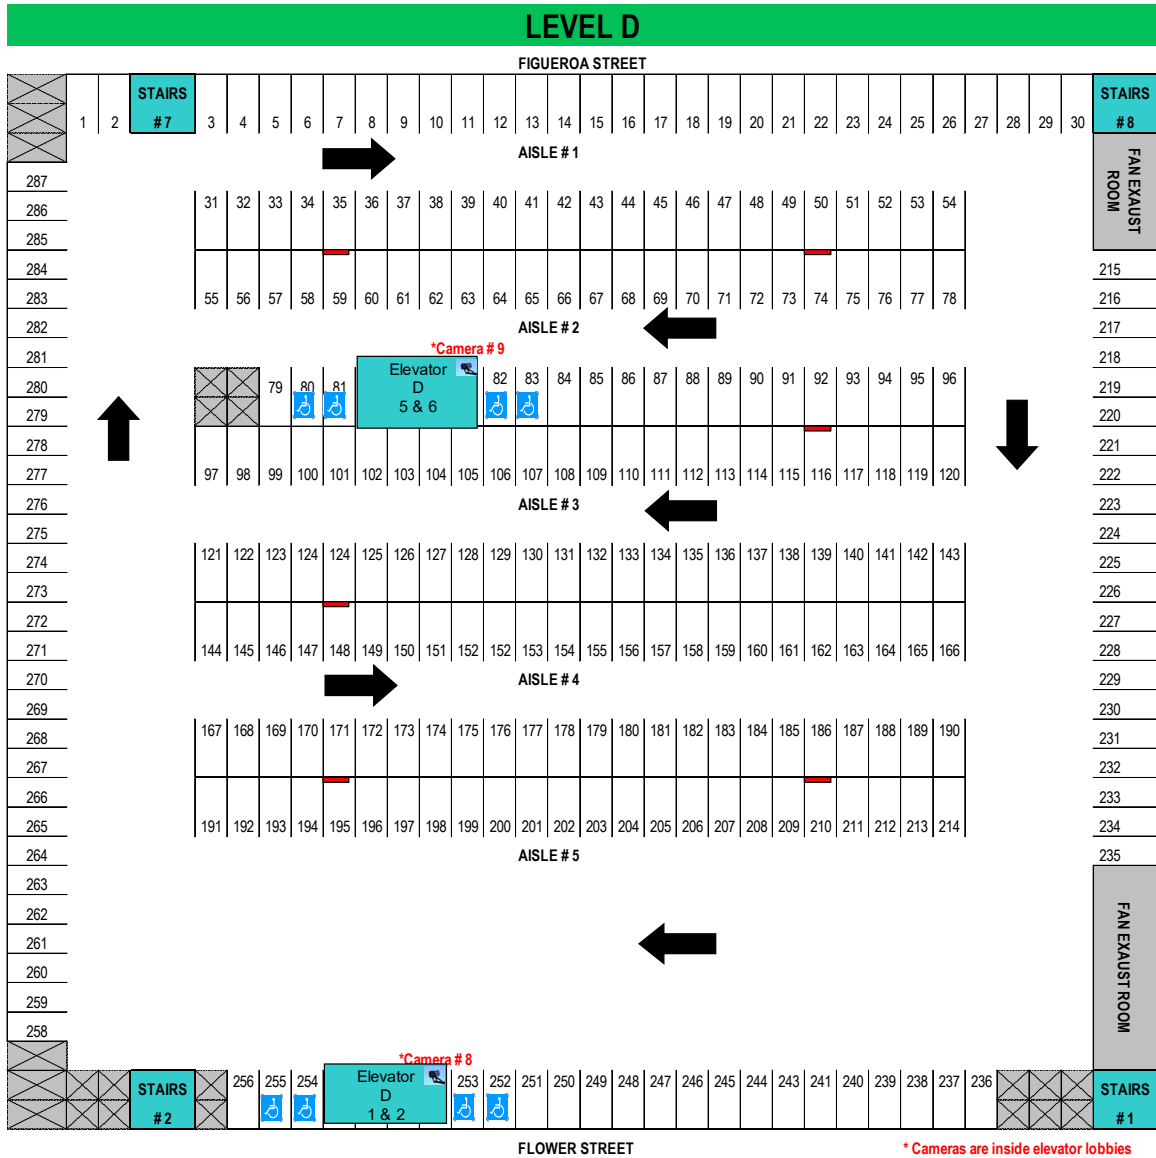 LEVEL D
FIGUEROA STREET
STAIRS
# 7
STAIRS
# 8
1 2 3 4 5 6 7 8 9 10 11 12 13 14 15 16 17 18 19 20 21 22 23 24 25 26 27 28 29 30
AISLE # 1
FAN EXAUST
ROOM
287
286
285
284
283
282
281
280
279
278
277
276
275
274
273
272
271
270
269
268
267
266
265
264
263
262
261
260
259
258
31 32 33 34 35 36 37 38 39 40 41 42 43 44 45 46 47 48 49 50 51 52 53 54
55 56 57 58 59 60 61 62 63 64 65 66 67 68 69 70 71 72 73 74 75 76 77 78
AISLE # 2
*Camera # 9
Elevator
D
5 & 6
79 80 81 82 83 84 85 86 87 88 89 90 91 92 93 94 95 96
97 98 99 100 101 102 103 104 105 106 107 108 109 110 111 112 113 114 115 116 117 118 119 120
AISLE # 3
121 122 123 124 124 125 126 127 128 129 130 131 132 133 134 135 136 137 138 139 140 141 142 143
144 145 146 147 148 149 150 151 152 152 153 154 155 156 157 158 159 160 161 162 163 164 165 166
AISLE # 4
167 168 169 170 171 172 173 174 175 176 177 178 179 180 181 182 183 184 185 186 187 188 189 190
191 192 193 194 195 196 197 198 199 200 201 202 203 204 205 206 207 208 209 210 211 212 213 214
AISLE # 5
215
216
217
218
219
220
221
222
223
224
225
226
227
228
229
230
231
232
233
234
235
FAN EXAUST ROOM
*Camera # 8
Elevator
D
1 & 2
STAIRS
# 2
256 255 254 253 252 251 250 249 248 247 246 245 244 243 241 240 239 238 237 236
STAIRS
# 1
FLOWER STREET
* Cameras are inside elevator lobbies